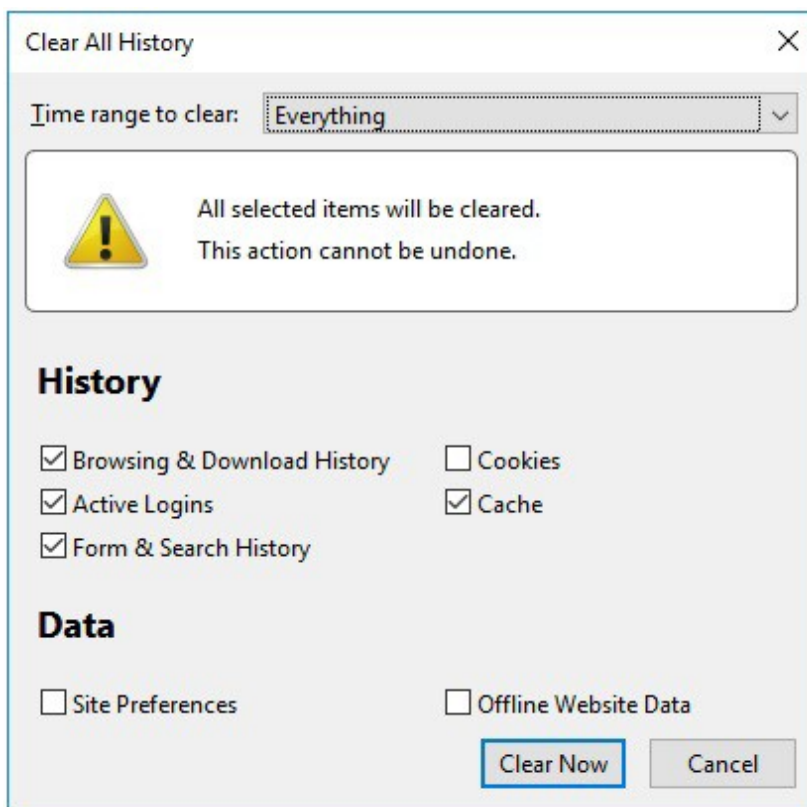 Clear All History
Time range to clear: Everything
All selected items will be cleared.
This action cannot be undone.
History
Browsing & Download History Cookies
Active Logins Cache
Form & Search History
Data
Site Preferences Offline Website Data
Clear Now Cancel